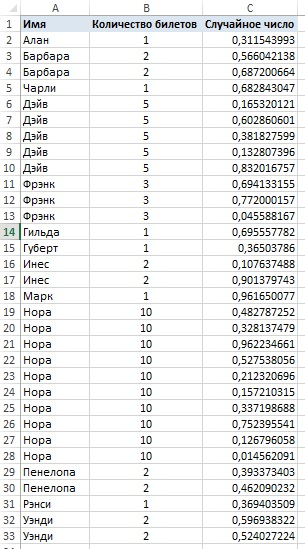 A B C
1 Имя Количество билетов Случайное число
2 Алан 1 0,311543993
3 Барбара 2 0,566042138
4 Барбара 2 0,687200664
5 Чарли 1 0,682843047
6 Дэйв 5 0,165320121
7 Дэйв 5 0,602860601
8 Дэйв 5 0,381827599
9 Дэйв 5 0,132807396
10 Дэйв 5 0,832016757
11 Фрэнк 3 0,694133155
12 Фрэнк 3 0,772000157
13 Фрэнк 3 0,045588167
14 Гильда 1 0,695557782
15 Губерт 1 0,36503786
16 Инес 2 0,107637488
17 Инес 2 0,901379743
18 Марк 1 0,961650077
19 Нора 10 0,482787252
20 Нора 10 0,328137479
21 Нора 10 0,962234661
22 Нора 10 0,527538056
23 Нора 10 0,212320696
24 Нора 10 0,157210315
25 Нора 10 0,337198688
26 Нора 10 0,752395541
27 Нора 10 0,126796058
28 Нора 10 0,014562091
29 Пенелопа 2 0,393373403
30 Пенелопа 2 0,462090232
31 Рэнси 1 0,369403509
32 Уэнди 2 0,596938322
33 Уэнди 2 0,524027224